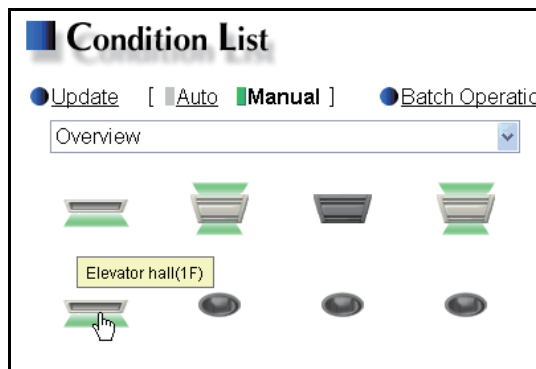 Condition List
Update [ Auto Manual ] Batch Operatio
Overview
Elevator hall(1F)